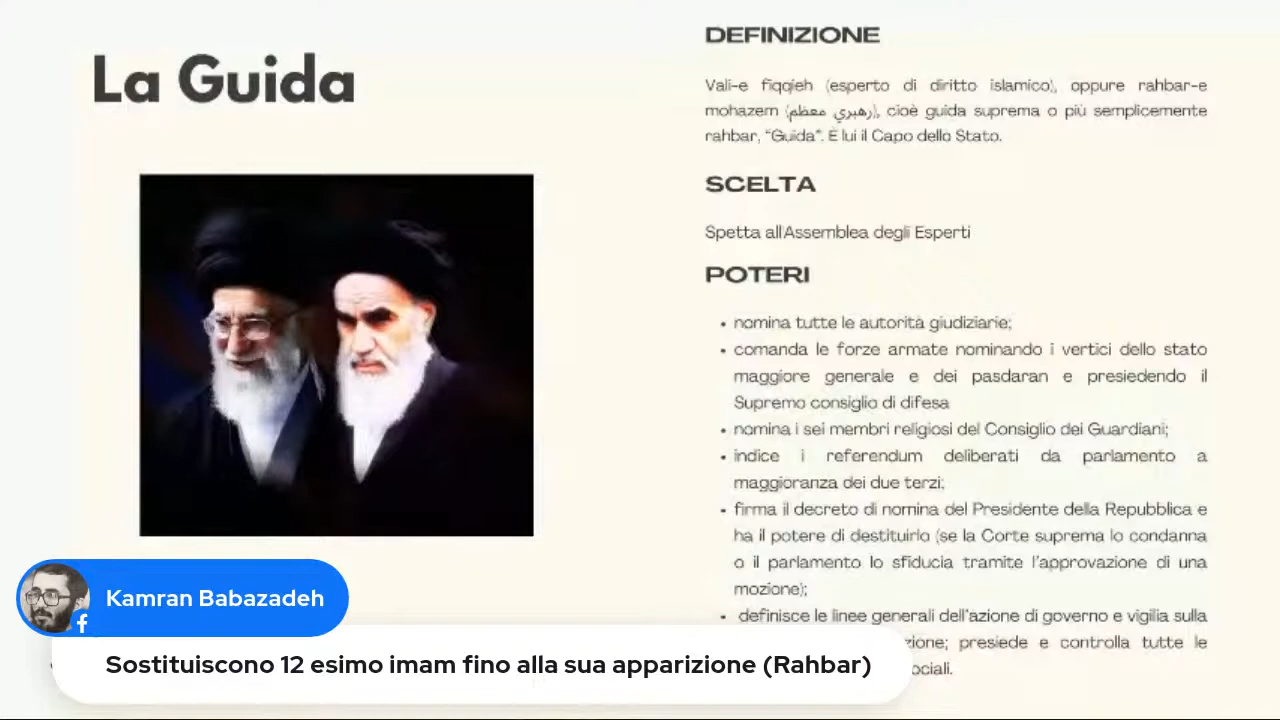 La Guida
DEFINIZIONE
Vali-e fiqqieh (esperto di diritto islamico), oppure rahbar-e
mohazem (رهبري معظم), cioè guida suprema o più semplicemente
rahbar, “Guida”. È lui il Capo dello Stato.
SCELTA
Spetta all'Assemblea degli Esperti
POTERI
• nomina tutte le autorità giudiziarie;
• comanda le forze armate nominando i vertici dello stato
maggiore generale e dei pasdaran e presiedendo il
Supremo consiglio di difesa
• nomina i sei membri religiosi del Consiglio dei Guardiani;
• indice i referendum deliberati da parlamento a
maggioranza dei due terzi;
• firma il decreto di nomina del Presidente della Repubblica e
ha il potere di destituirlo (se la Corte suprema lo condanna
o il parlamento lo sfiducia tramite l'approvazione di una
mozione);
• definisce le linee generali dell'azione di governo e vigilia sulla
zione; presiede e controlla tutte le
ociali.
Kamran Babazadeh
Sostituiscono 12 esimo imam fino alla sua apparizione (Rahbar)